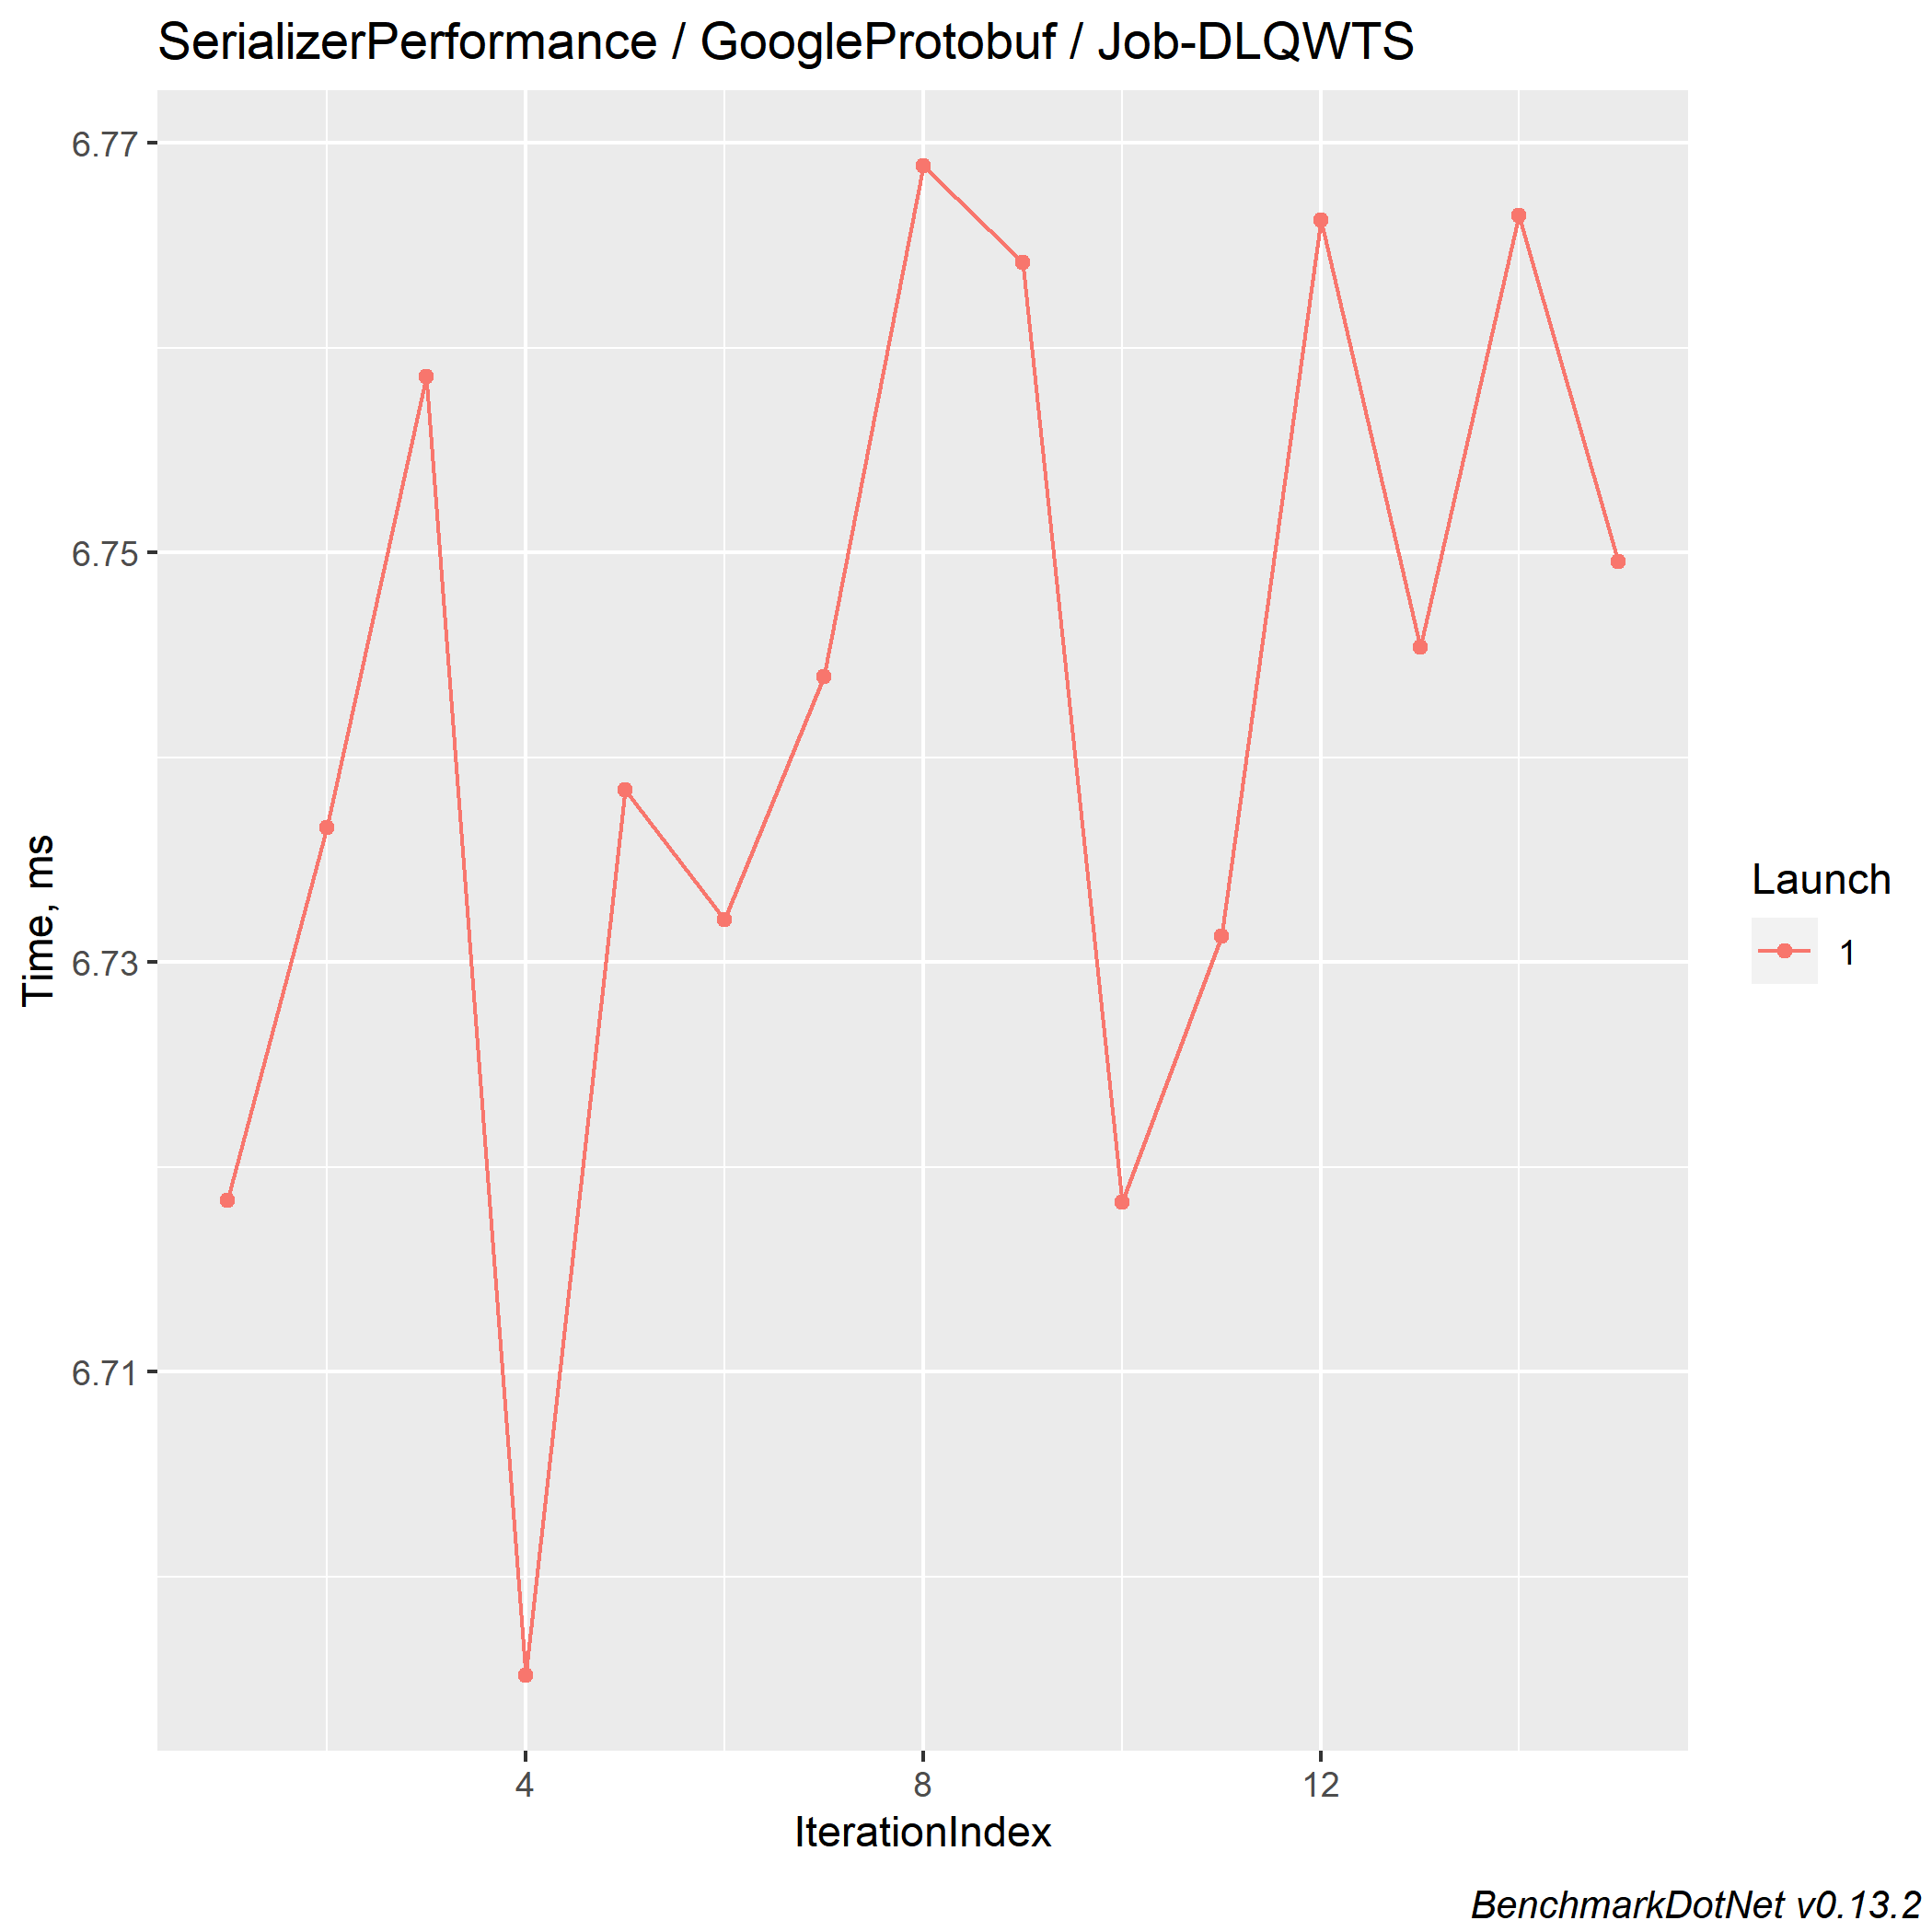 SerializerPerformance / GoogleProtobuf / Job-DLQWTS
6.77
6.75
6.73
6.71
Time, ms
4 8 12
IterationIndex
Launch
1
BenchmarkDotNet v0.13.2